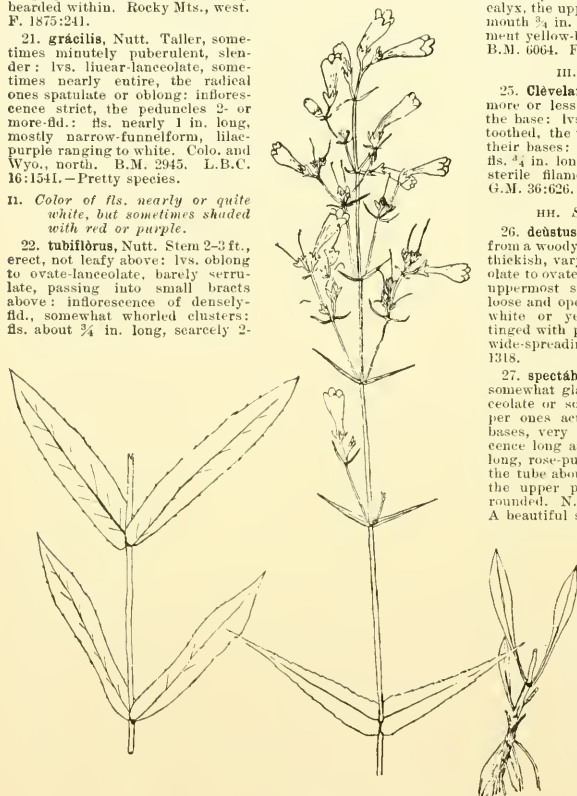 bearded within. Rocky Mts., west.
F. 1875:241.
21. grácilis, Nutt. Taller, some-
times minutely puberulent, slen-
der: lvs. linear-lanceolate, some-
times nearly entire, the radical
ones spatulate or oblong: inflores-
cence strict, the peduncles 2- or
more-fld.: fls. nearly 1 in. long,
mostly narrow-funnelform, lilac-
purple ranging to white. Colo. and
Wyo., north. B.M. 2945. L.B.C.
16:1541.—Pretty species.
II. Color of fls. nearly or quite
white, but sometimes shaded
with red or purple.
22. tubiflòrus, Nutt. Stem 2-3 ft.,
erect, not leafy above: lvs. oblong
to ovate-lanceolate, barely serru-
late, passing into small bracts
above: inflorescence of densely-
fld., somewhat whorled clusters:
fls. about ¾ in. long, scarcely 2-
calyx, the upp
mouth ¾ in.
ment yellow-b
B.M. 6064. F
III.
25. Clèvela
more or less
the base: lvs
toothed, the
their bases:
fls. ¾ in. lon
sterile filam
G.M. 36:626.
HH. S
26. deùstus
from a woody
thickish, vary
olate to ovate
uppermost s
loose and ope
white or ye
tinged with p
wide-spreadin
1318.
27. spectáb
somewhat gla
ceolate or so
per ones ac
bases, very
cence long a
long, rose-pu
the tube abou
the upper p
rounded. N.
A beautiful s